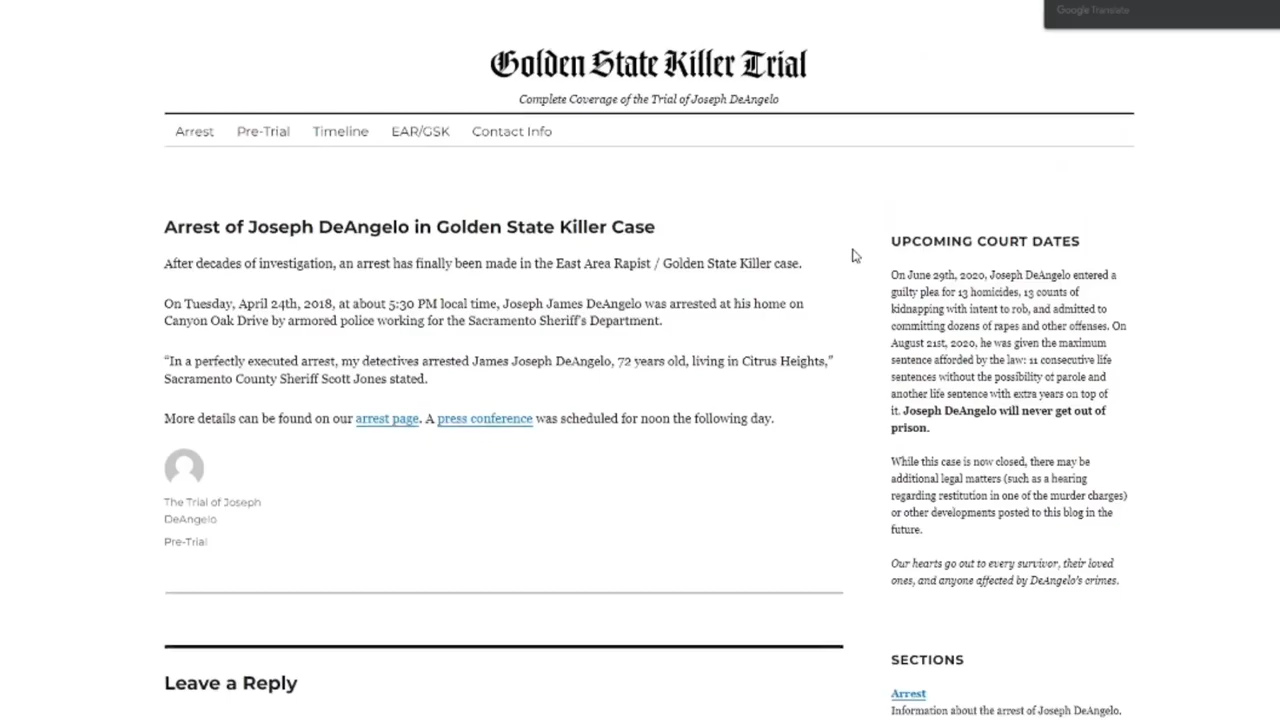 Google Translate
Golden State Killer Trial
Complete Coverage of the Trial of Joseph DeAngelo
Arrest Pre-Trial Timeline EAR/GSK Contact Info
Arrest of Joseph DeAngelo in Golden State Killer Case
After decades of investigation, an arrest has finally been made in the East Area Rapist / Golden State Killer case.
On Tuesday, April 24th, 2018, at about 5:30 PM local time, Joseph James DeAngelo was arrested at his home on
Canyon Oak Drive by armored police working for the Sacramento Sheriff's Department.
“In a perfectly executed arrest, my detectives arrested James Joseph DeAngelo, 72 years old, living in Citrus Heights,”
Sacramento County Sheriff Scott Jones stated.
More details can be found on our arrest page. A press conference was scheduled for noon the following day.
The Trial of Joseph
DeAngelo
Pre-Trial
Leave a Reply
UPCOMING COURT DATES
On June 29th, 2020, Joseph DeAngelo entered a
guilty plea for 13 homicides, 13 counts of
kidnapping with intent to rob, and admitted to
committing dozens of rapes and other offenses. On
August 21st, 2020, he was given the maximum
sentence afforded by the law: 11 consecutive life
sentences without the possibility of parole and
another life sentence with extra years on top of
it. Joseph DeAngelo will never get out of
prison.
While this case is now closed, there may be
additional legal matters (such as a hearing
regarding restitution in one of the murder charges)
or other developments posted to this blog in the
future.
Our hearts go out to every survivor, their loved
ones, and anyone affected by DeAngelo's crimes.
SECTIONS
Arrest
Information about the arrest of Joseph DeAngelo.